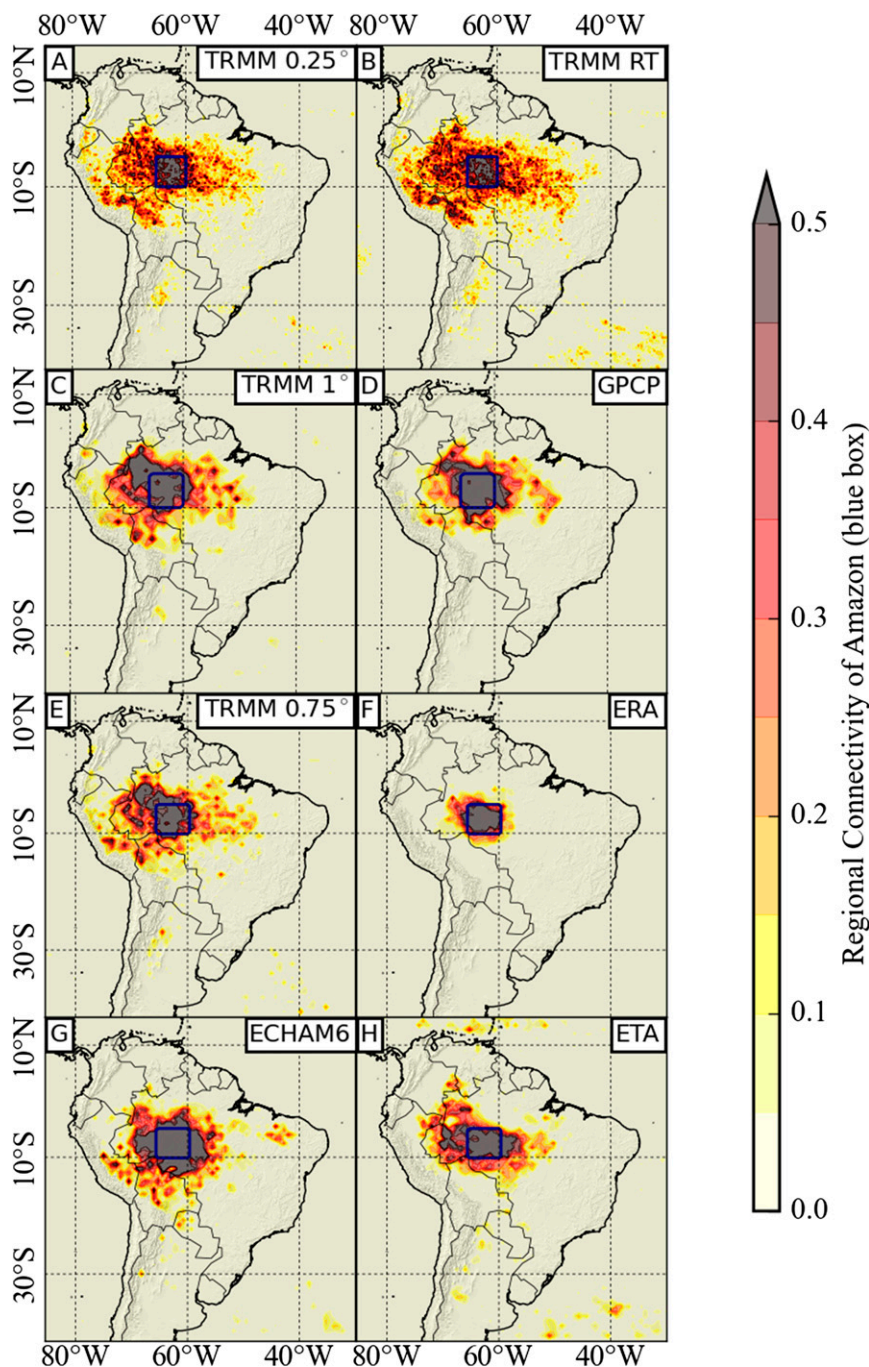 80°W 60°W 40°W 80°W 60°W 40°W
A TRMM 0.25° B TRMM RT
10°N
10°S
30°S
C TRMM 1° D GPCP
10°N
10°S
30°S
E TRMM 0.75° F ERA
10°N
10°S
30°S
G ECHAM6 H ETA
10°N
10°S
30°S
80°W 60°W 40°W 80°W 60°W 40°W
0.5
0.4
0.3
0.2
0.1
0.0
Regional Connectivity of Amazon (blue box)